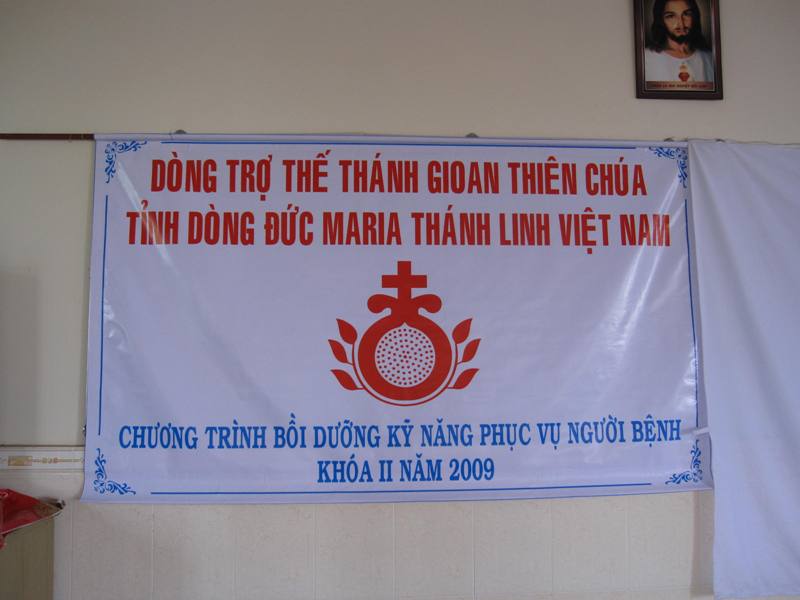 DÒNG TRỢ THẾ THÁNH GIOAN THIÊN CHÚA
TỈNH DÒNG ĐỨC MARIA THÁNH LINH VIỆT NAM
CHƯƠNG TRÌNH BỒI DƯỠNG KỸ NĂNG PHỤC VỤ NGƯỜI BỆNH
KHÓA II NĂM 2009